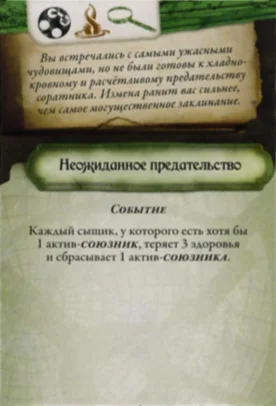 Вы встречались с самыми ужасными
чудовищами, но не были готовы к хладно-
кровному и расчётливому предательству
соратника. Измена ранит вас сильнее,
чем самое могущественное заклинание.
Неожиданное предательство
Событие
Каждый сыщик, у которого есть хотя бы
1 актив-союзник, теряет 3 здоровья
и сбрасывает 1 актив-союзника.